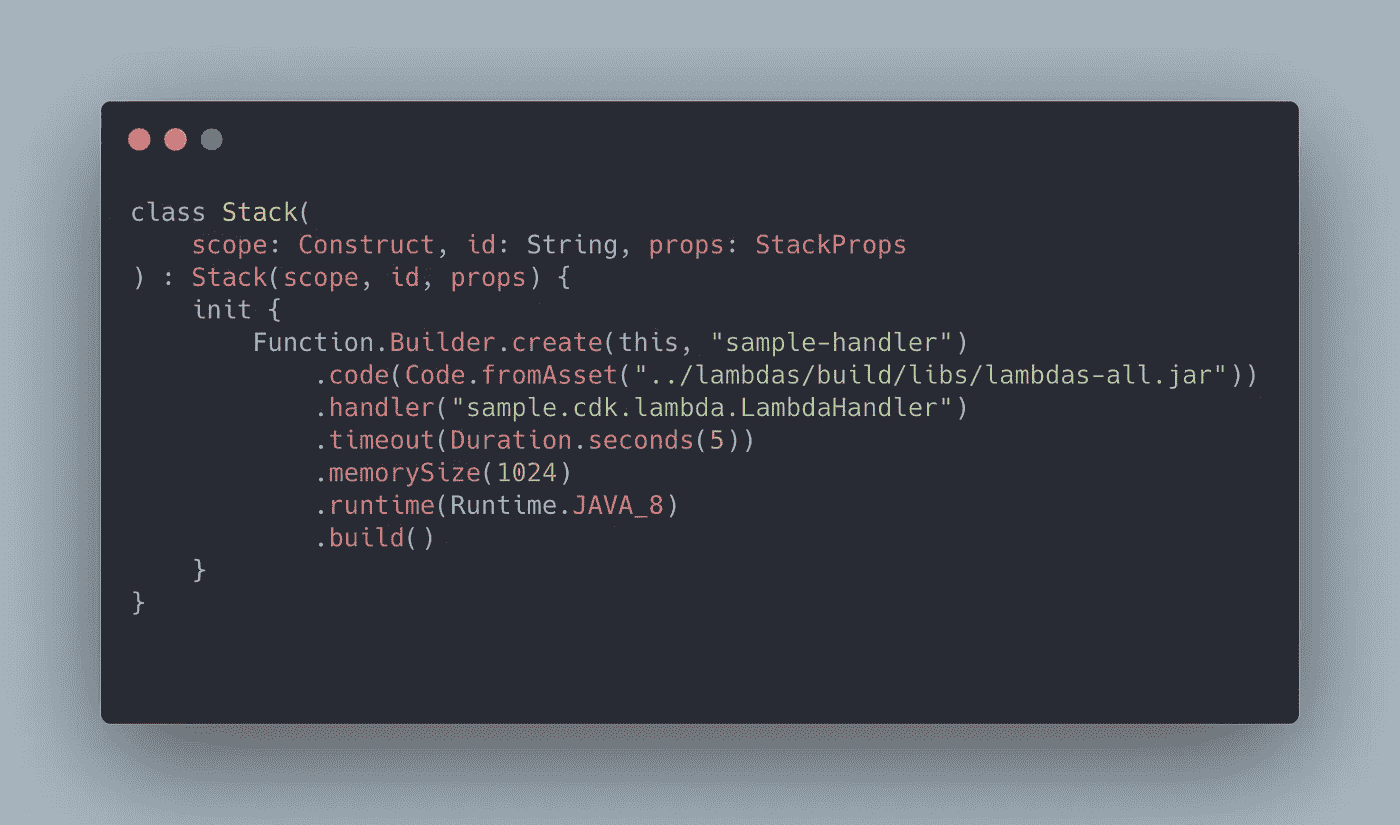 class Stack(
    scope: Construct, id: String, props: StackProps
) : Stack(scope, id, props) {
    init {
        Function.Builder.create(this, "sample-handler")
            .code(Code.fromAsset("../lambdas/build/libs/lambdas-all.jar"))
            .handler("sample.cdk.lambda.LambdaHandler")
            .timeout(Duration.seconds(5))
            .memorySize(1024)
            .runtime(Runtime.JAVA_8)
            .build()
    }
}